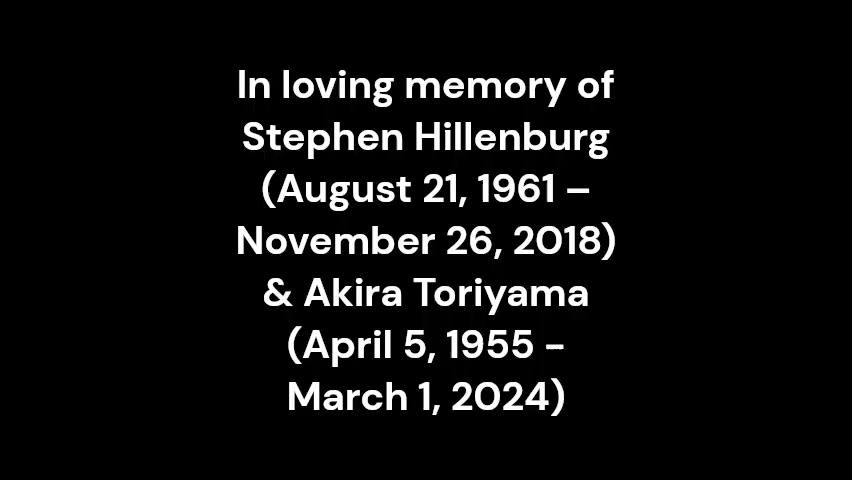 In loving memory of
Stephen Hillenburg
(August 21, 1961 –
November 26, 2018)
& Akira Toriyama
(April 5, 1955 -
March 1, 2024)